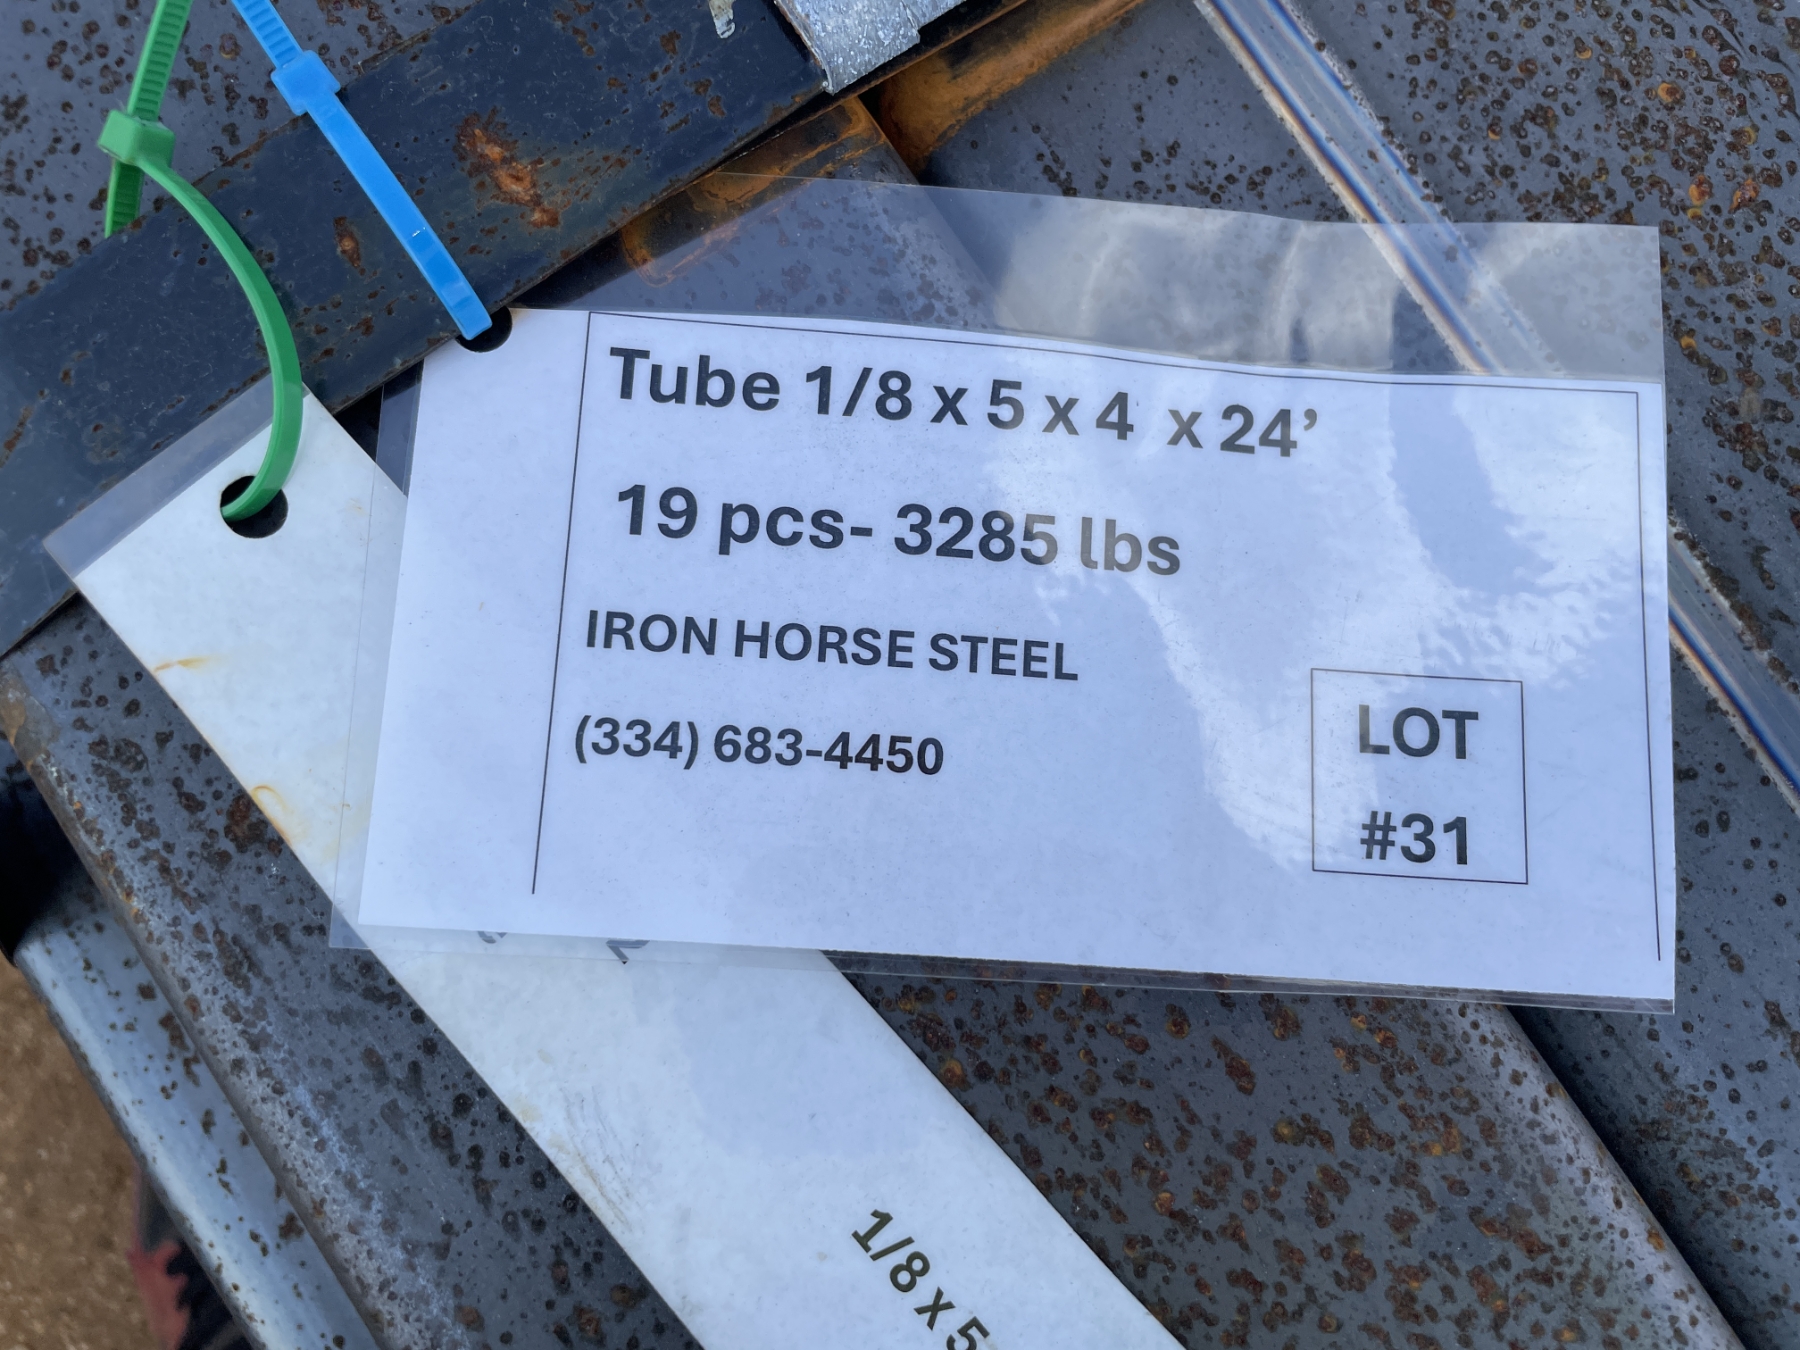 Tube 1/8 x 5 x 4 x 24’
19 pcs- 3285 lbs
IRON HORSE STEEL
(334) 683-4450
LOT
#31
1/8 x 5